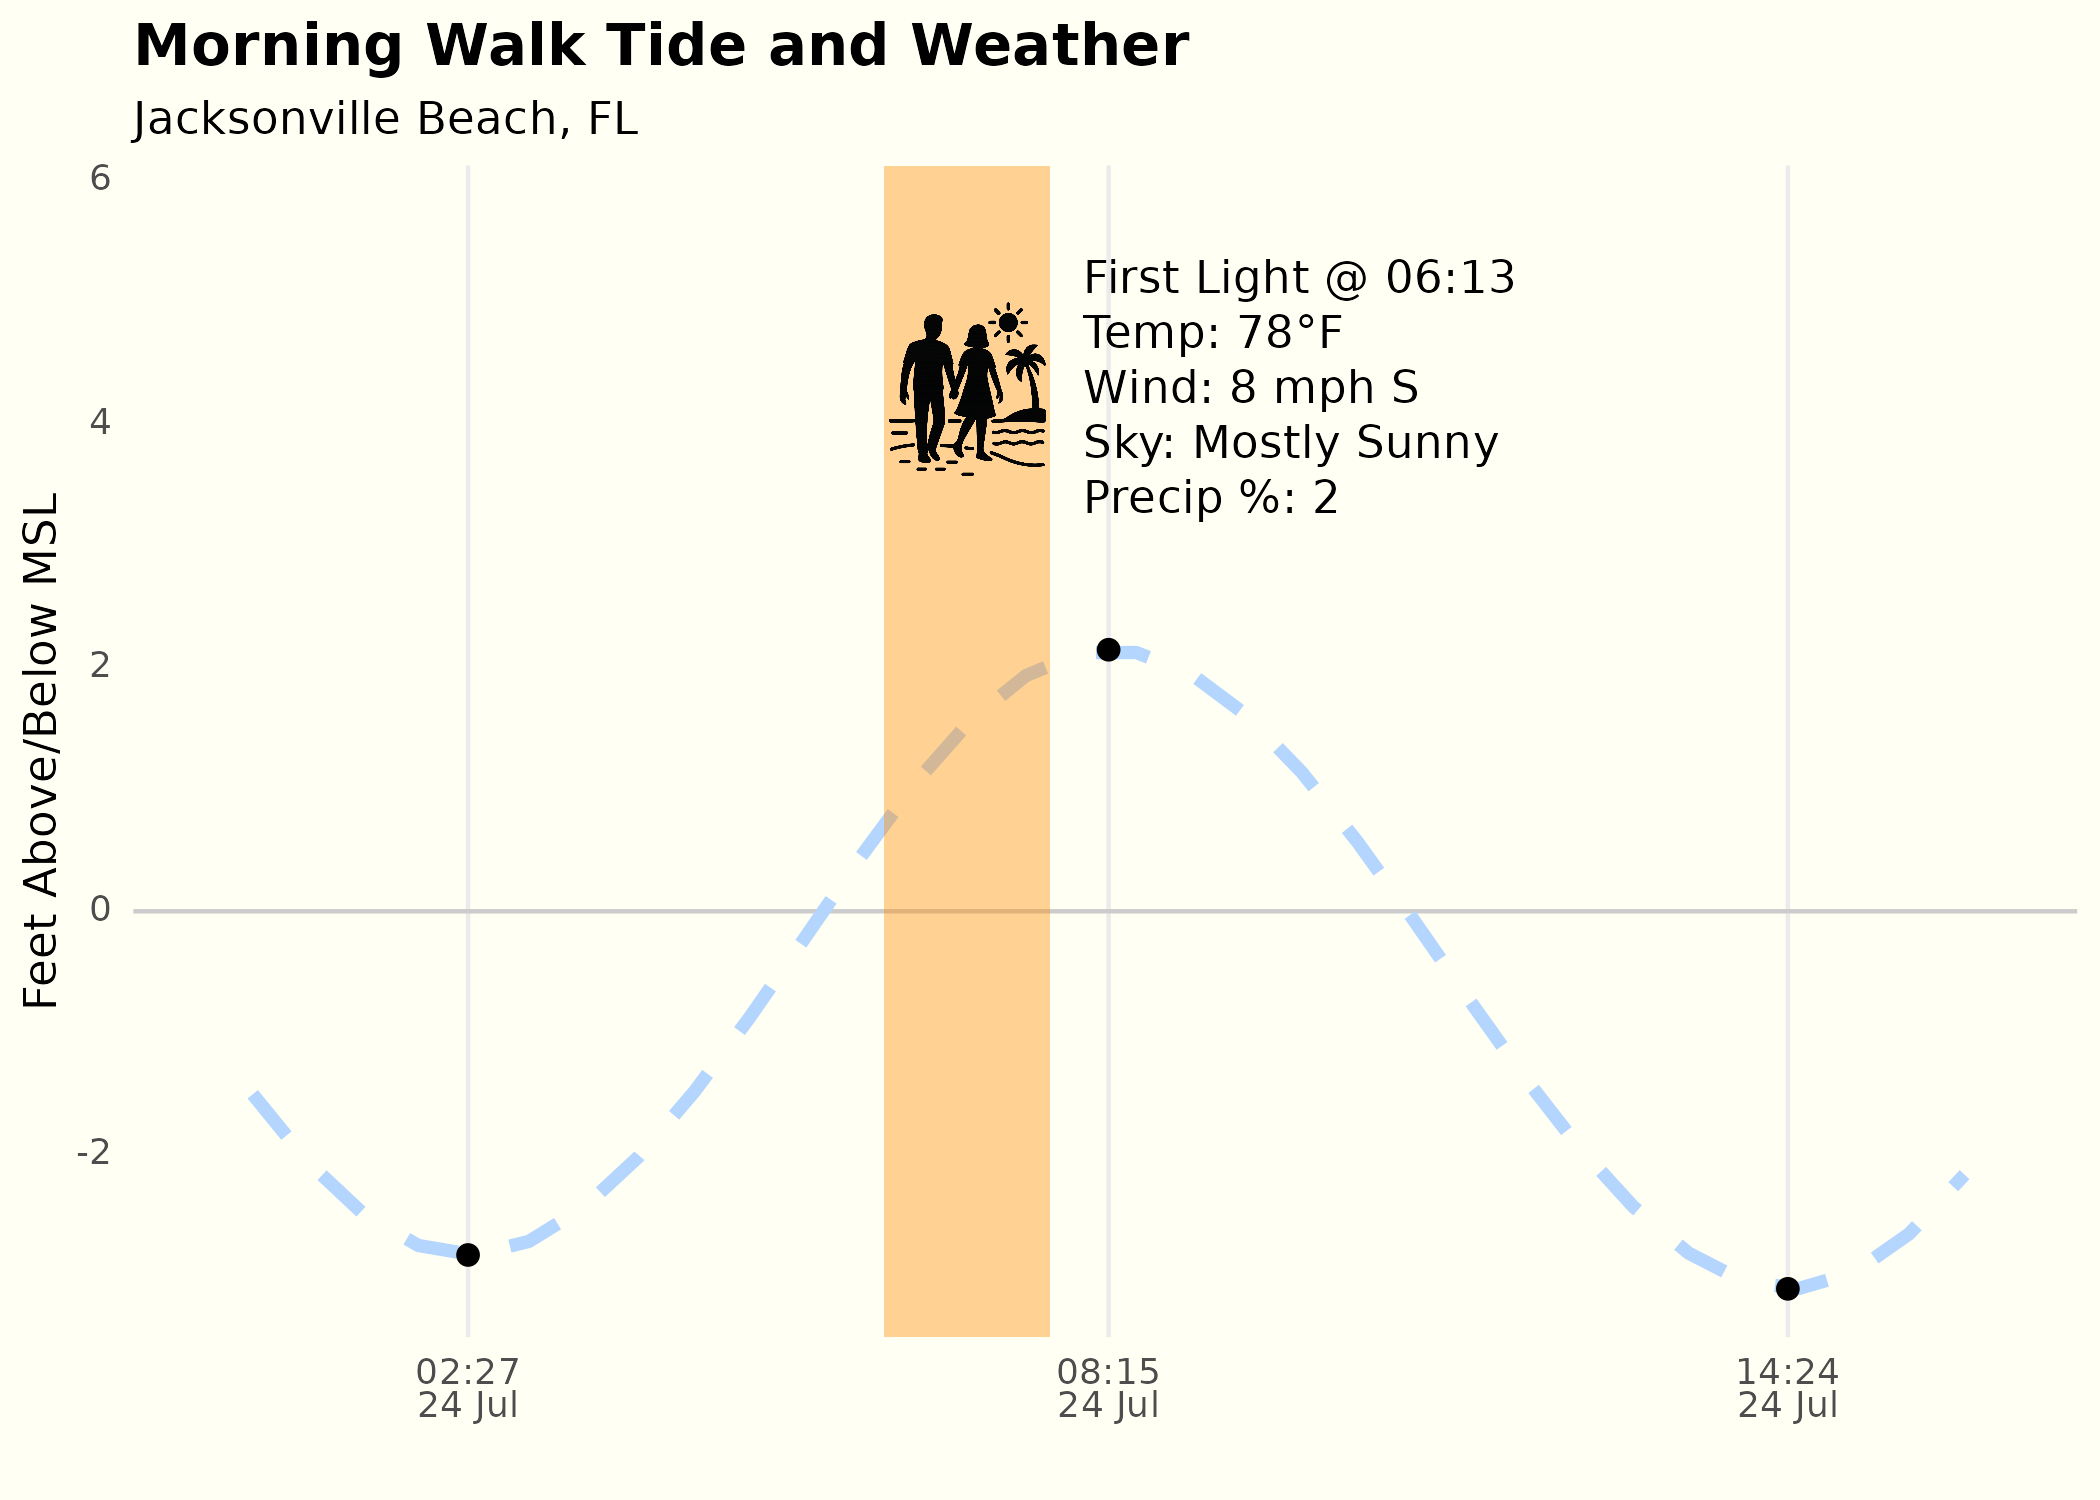 Morning Walk Tide and Weather
Jacksonville Beach, FL
Feet Above/Below MSL
6
4
2
0
-2
First Light @ 06:13
Temp: 78°F
Wind: 8 mph S
Sky: Mostly Sunny
Precip %: 2
02:27
24 Jul
08:15
24 Jul
14:24
24 Jul